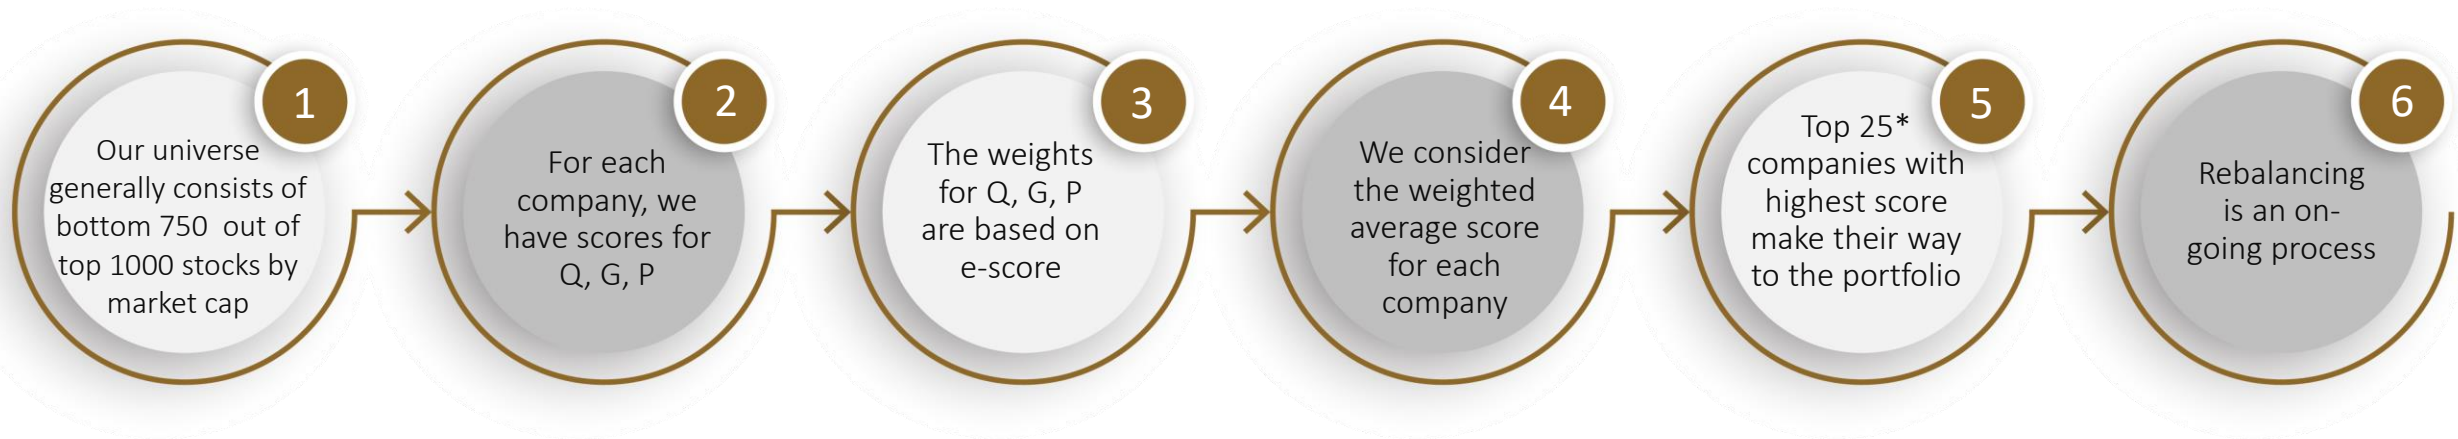 1
Our universe
generally consists of
bottom 750 out of
top 1000 stocks by
market cap
2
For each
company, we
have scores for
Q, G, P
3
The weights
for Q, G, P
are based on
e-score
4
We consider
the weighted
average score
for each
company
5
Top 25*
companies with
highest score
make their way
to the portfolio
6
Rebalancing
is an on-
going process